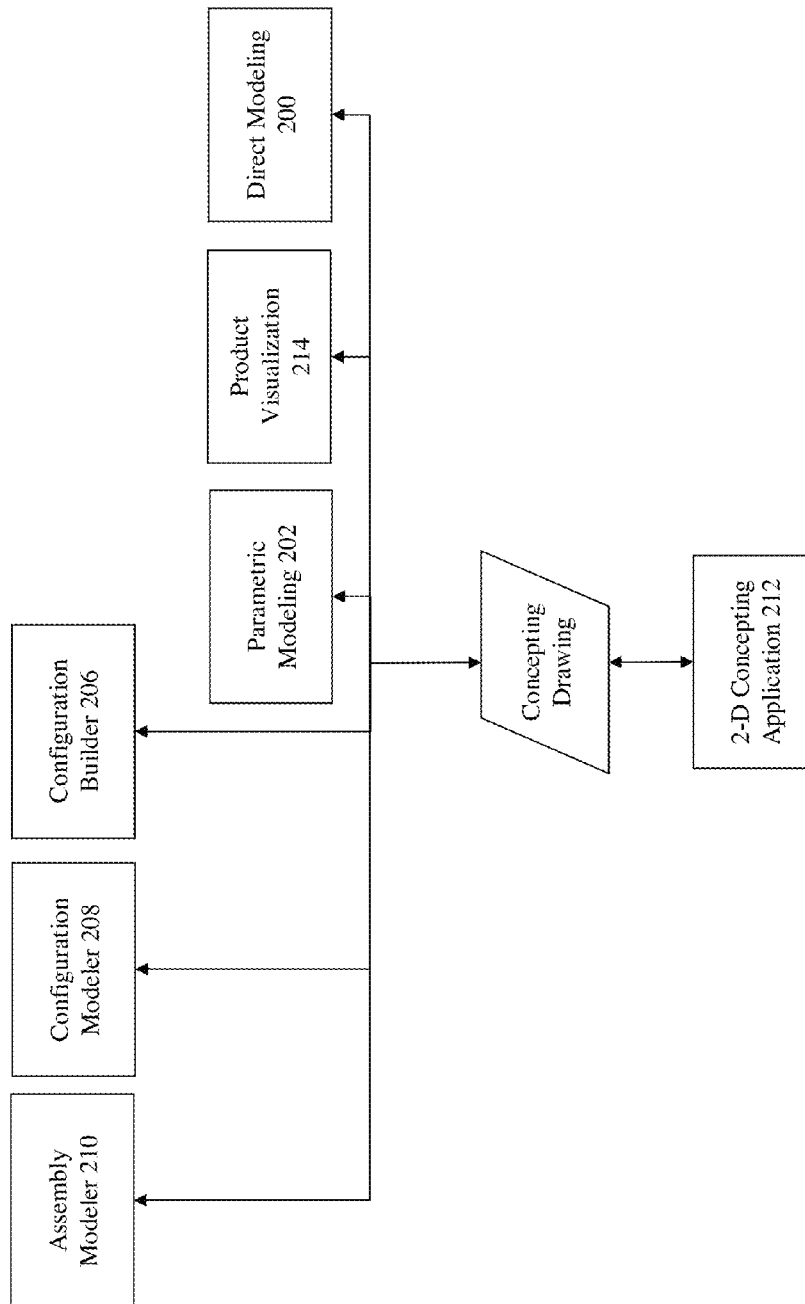 Assembly
Modeler 210
Configuration
Modeler 208
Configuration
Builder 206
Parametric
Modeling 202
Product
Visualization
214
Direct Modeling
200
Concepting
Drawing
2-D Concepting
Application 212